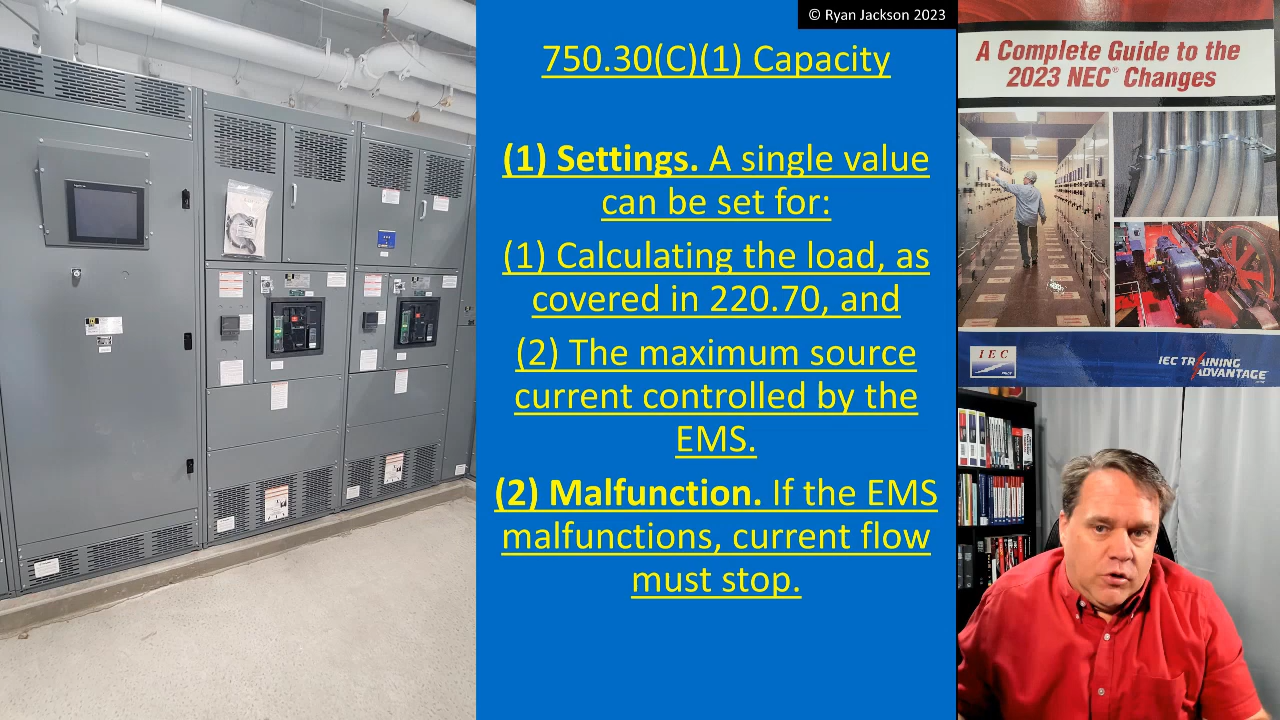 © Ryan Jackson 2023
750.30(C)(1) Capacity
(1) Settings. A single value
can be set for:
(1) Calculating the load, as
covered in 220.70, and
(2) The maximum source
current controlled by the
EMS.
(2) Malfunction. If the EMS
malfunctions, current flow
must stop.
A Complete Guide to the
2023 NEC® Changes
IEC
IEC TRAINING
ADVANTAGE